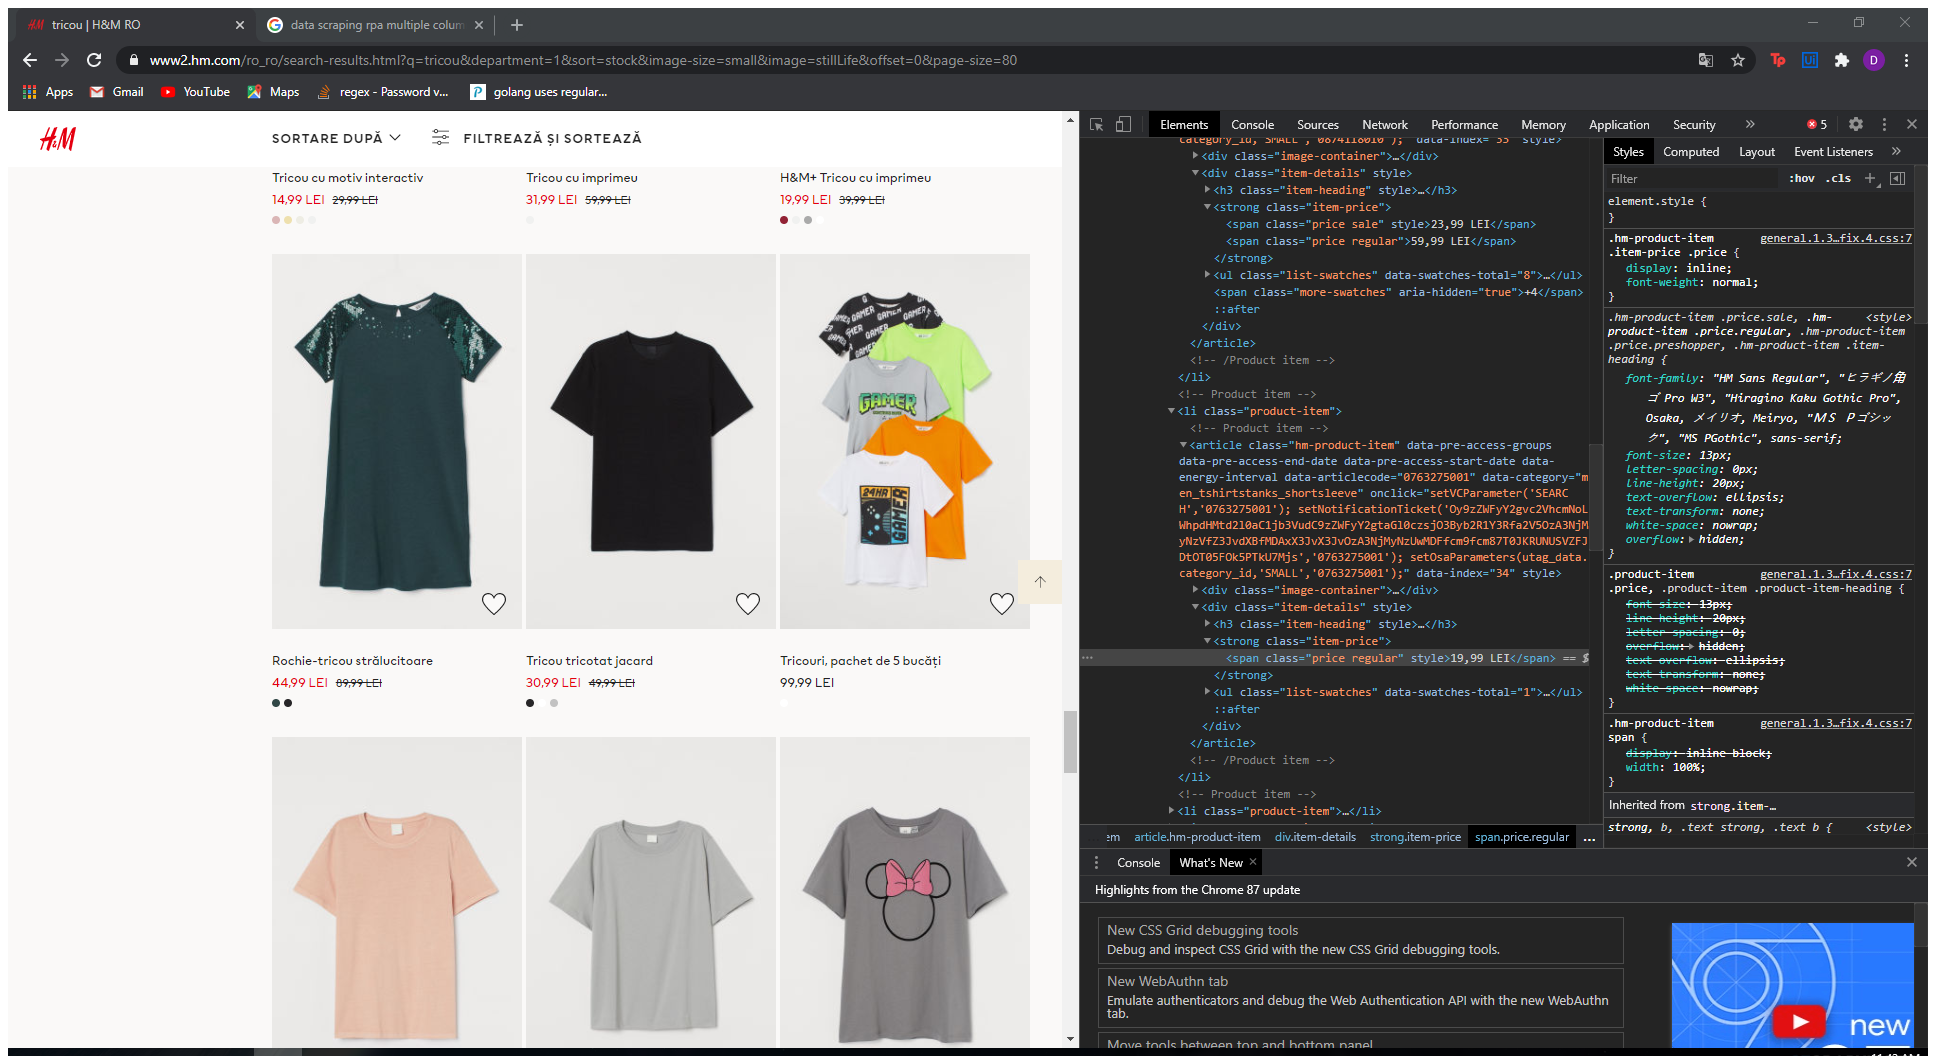 tricou | H&M RO
data scraping rpa multiple colum
www2.hm.com/ro_ro/search-results.html?q=tricou&department=1&sort=stock&image-size=small&image=stillLife&offset=0&page-size=80
Apps
Gmail
YouTube
Maps
regex - Password v...
golang uses regular...
H&M
SORTARE DUPĂ
FILTREAZĂ ȘI SORTEAZĂ
Tricou cu motiv interactiv
14,99 LEI 29,99 LEI
Tricou cu imprimeu
31,99 LEI 59,99 LEI
H&M+ Tricou cu imprimeu
19,99 LEI 39,99 LEI
GAMER
GAMER
24HR
GAMER
Rochie-tricou strălucitoare
44,99 LEI 89,99 LEI
Tricou tricotat jacard
30,99 LEI 49,99 LEI
Tricouri, pachet de 5 bucăți
99,99 LEI
Elements
Console
Sources
Network
Performance
Memory
Application
Security
5
category_id,'SMALL','0874118010');" data-index="33" style>
<div class="image-container">…</div>
<div class="item-details" style>
<h3 class="item-heading" style>…</h3>
<strong class="item-price">
<span class="price sale" style>23,99 LEI</span>
<span class="price regular">59,99 LEI</span>
</strong>
<ul class="list-swatches" data-swatches-total="8">…</ul>
<span class="more-swatches" aria-hidden="true">+4</span>
::after
</div>
</article>
<!-- /Product item -->
</li>
<!-- Product item -->
<li class="product-item">
<!-- Product item -->
<article class="hm-product-item" data-pre-access-groups
data-pre-access-end-date data-pre-access-start-date data-
energy-interval data-articlecode="0763275001" data-category="m
en_tshirtstanks_shortsleeve" onclick="setVCParameter('SEARC
H','0763275001'); setNotificationTicket('
'0763275001'); setOsaParameters(utag_data.
category_id,'SMALL','0763275001');" data-index="34" style>
<div class="image-container">…</div>
<div class="item-details" style>
<h3 class="item-heading" style>…</h3>
<strong class="item-price">
<span class="price regular" style>19,99 LEI</span> == $
</strong>
<ul class="list-swatches" data-swatches-total="1">…</ul>
::after
</div>
</article>
<!-- /Product item -->
</li>
<!-- Product item -->
<li class="product-item">…</li>
em
article.hm-product-item
div.item-details
strong.item-price
span.price.regular
...
Styles
Computed
Layout
Event Listeners
Filter
:hov
.cls
element.style {
}
.hm-product-item general.1.3…fix.4.css:7
.item-price .price {
display: inline;
font-weight: normal;
}
.hm-product-item .price.sale, .hm- <style>
product-item .price.regular, .hm-product-item
.price.preshopper, .hm-product-item .item-
heading {
font-family: "HM Sans Regular", "ヒラギノ角
ゴ Pro W3", "Hiragino Kaku Gothic Pro",
Osaka, メイリオ, Meiryo, "ＭＳ Ｐゴシッ
ク", "MS PGothic", sans-serif;
font-size: 13px;
letter-spacing: 0px;
line-height: 20px;
text-overflow: ellipsis;
text-transform: none;
white-space: nowrap;
overflow: hidden;
}
.product-item general.1.3…fix.4.css:7
.price, .product-item .product-item-heading {
font-size: 13px;
line-height: 20px;
letter-spacing: 0;
overflow: hidden;
text-overflow: ellipsis;
text-transform: none;
white-space: nowrap;
}
.hm-product-item general.1.3…fix.4.css:7
span {
display: inline-block;
width: 100%;
}
Inherited from strong.item-…
strong, b, .text strong, .text b { <style>
Console
What's New
Highlights from the Chrome 87 update
New CSS Grid debugging tools
Debug and inspect CSS Grid with the new CSS Grid debugging tools.
New WebAuthn tab
Emulate authenticators and debug the Web Authentication API with the new WebAuthn
tab.
Move tools between top and bottom panel
new